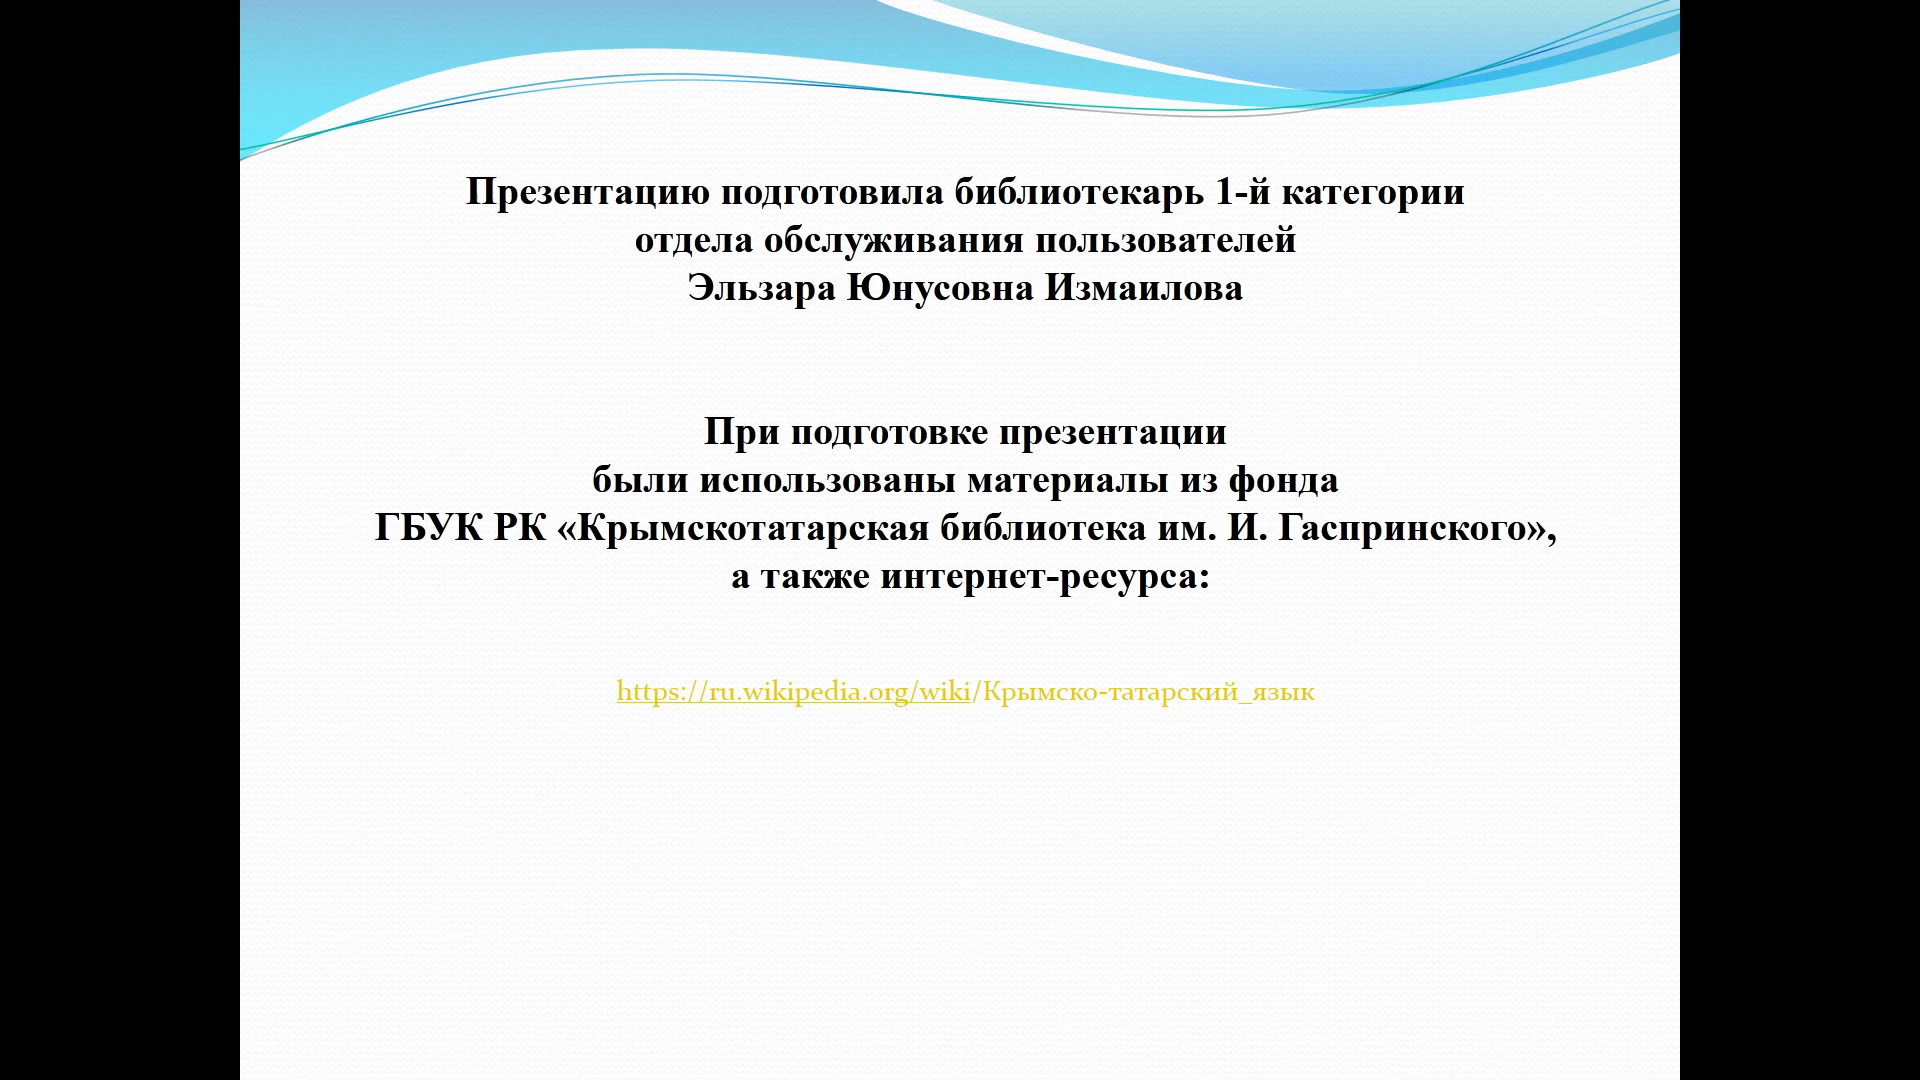 Презентацию подготовила библиотекарь 1-й категории
отдела обслуживания пользователей
Эльзара Юнусовна Измаилова
При подготовке презентации
были использованы материалы из фонда
ГБУК РК «Крымскотатарская библиотека им. И. Гаспринского»,
а также интернет-ресурса:
https://ru.wikipedia.org/wiki/Крымско-татарский_язык